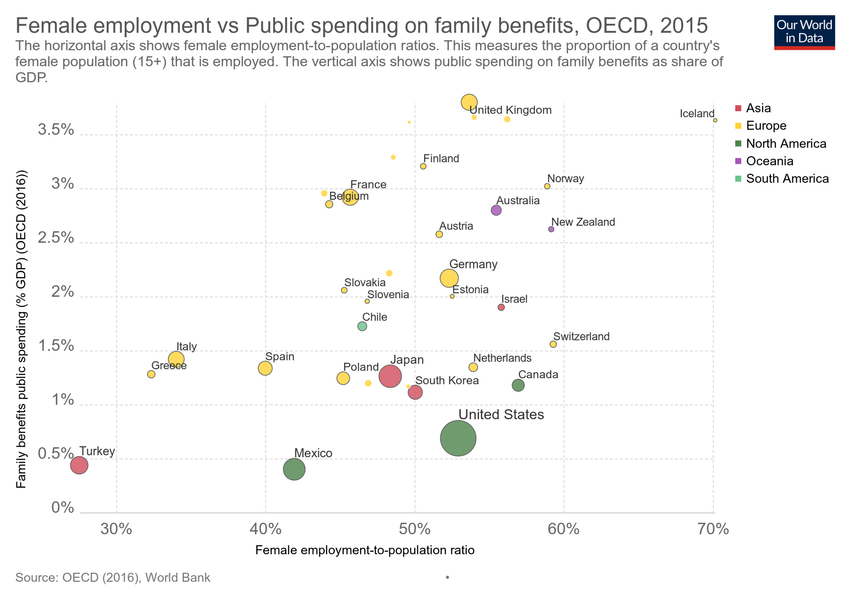 Female employment vs Public spending on family benefits, OECD, 2015
The horizontal axis shows female employment-to-population ratios. This measures the proportion of a country's
female population (15+) that is employed. The vertical axis shows public spending on family benefits as share of
GDP.
Our World
in Data
Family benefits public spending (% GDP) (OECD (2016))
3.5%
3%
2.5%
2%
1.5%
1%
0.5%
0%
United Kingdom
Iceland
Finland
France
Belgium
Norway
Australia
New Zealand
Austria
Germany
Estonia
Slovakia
Slovenia
Israel
Chile
Switzerland
Italy
Greece
Spain
Poland
Japan
South Korea
Netherlands
Canada
United States
Turkey
Mexico
30%
40%
50%
60%
70%
Female employment-to-population ratio
Asia
Europe
North America
Oceania
South America
Source: OECD (2016), World Bank